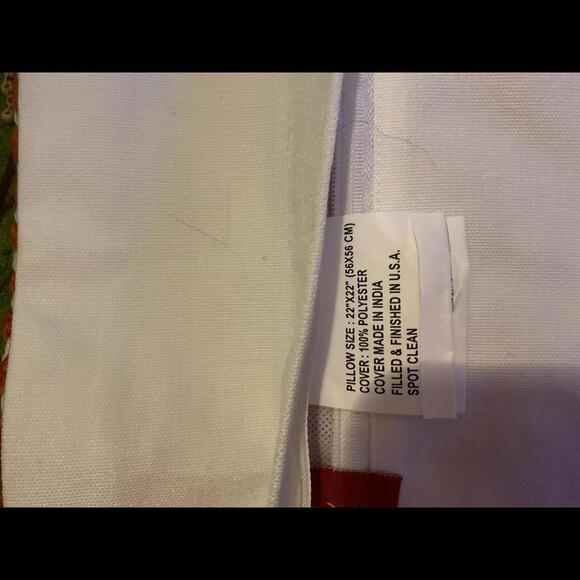 PILLOW SIZE : 22"X22" (56X56 CM)
COVER : 100% POLYESTER
COVER MADE IN INDIA
FILLED & FINISHED IN U.S.A.
SPOT CLEAN